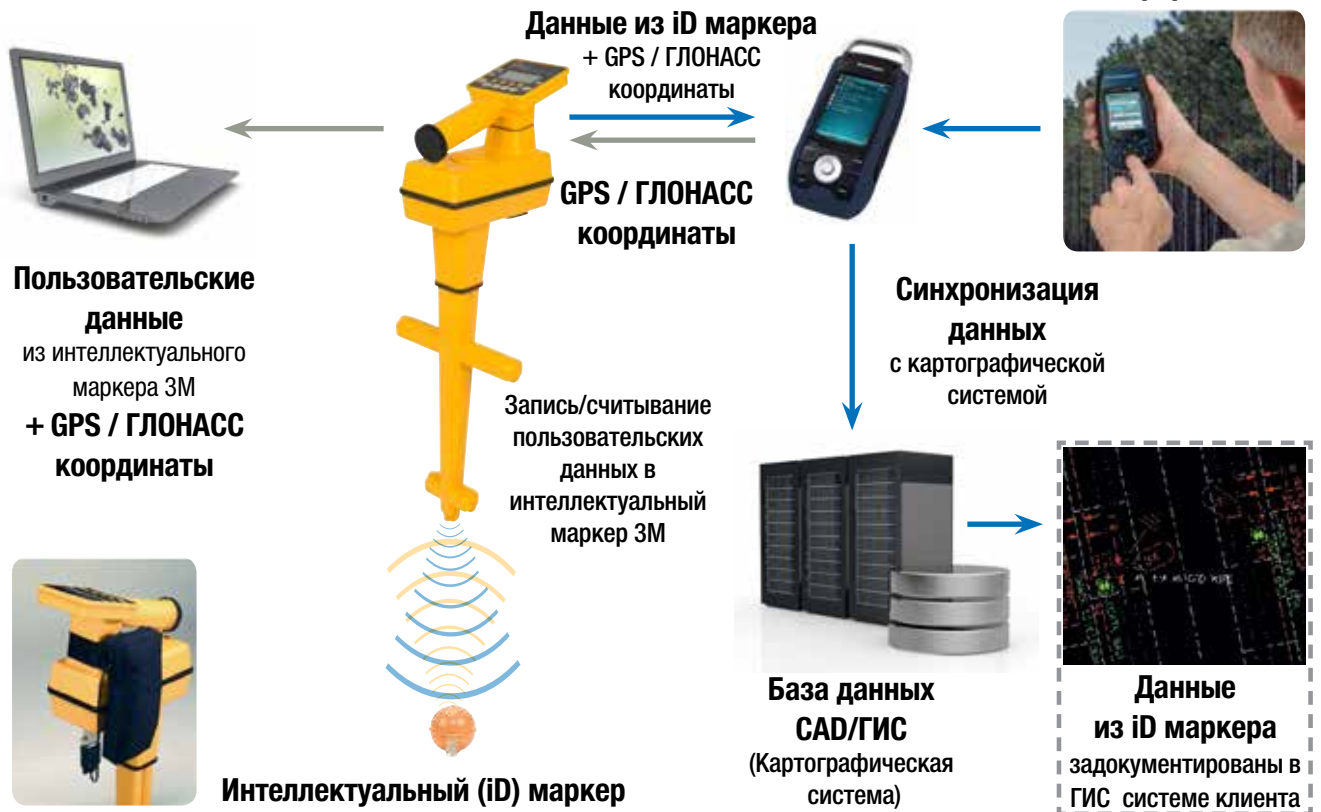 Данные из iD маркера
+ GPS / ГЛОНАСС
координаты
GPS / ГЛОНАСС
координаты
Пользовательские
данные
из интеллектуального
маркера 3М
+ GPS / ГЛОНАСС
координаты
Синхронизация
данных
с картографической
системой
Запись/считывание
пользовательских
данных в
интеллектуальный
маркер 3М
Интеллектуальный (iD) маркер
База данных
CAD/ГИС
(Картографическая
система)
Данные
из iD маркера
задокументированы в
ГИС системе клиента